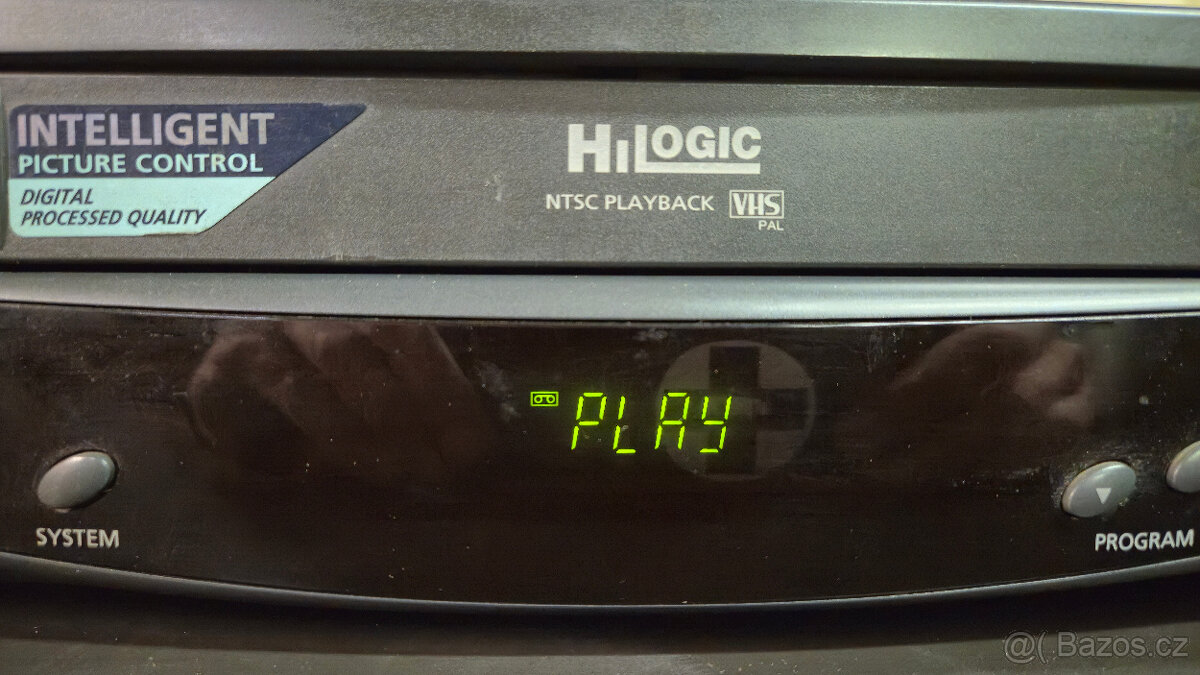 INTELLIGENT
PICTURE CONTROL
DIGITAL
PROCESSED QUALITY
HiLOGIC
NTSC PLAYBACK VHS
PAL
PLAY
SYSTEM
PROGRAM
@( Bazos.cz